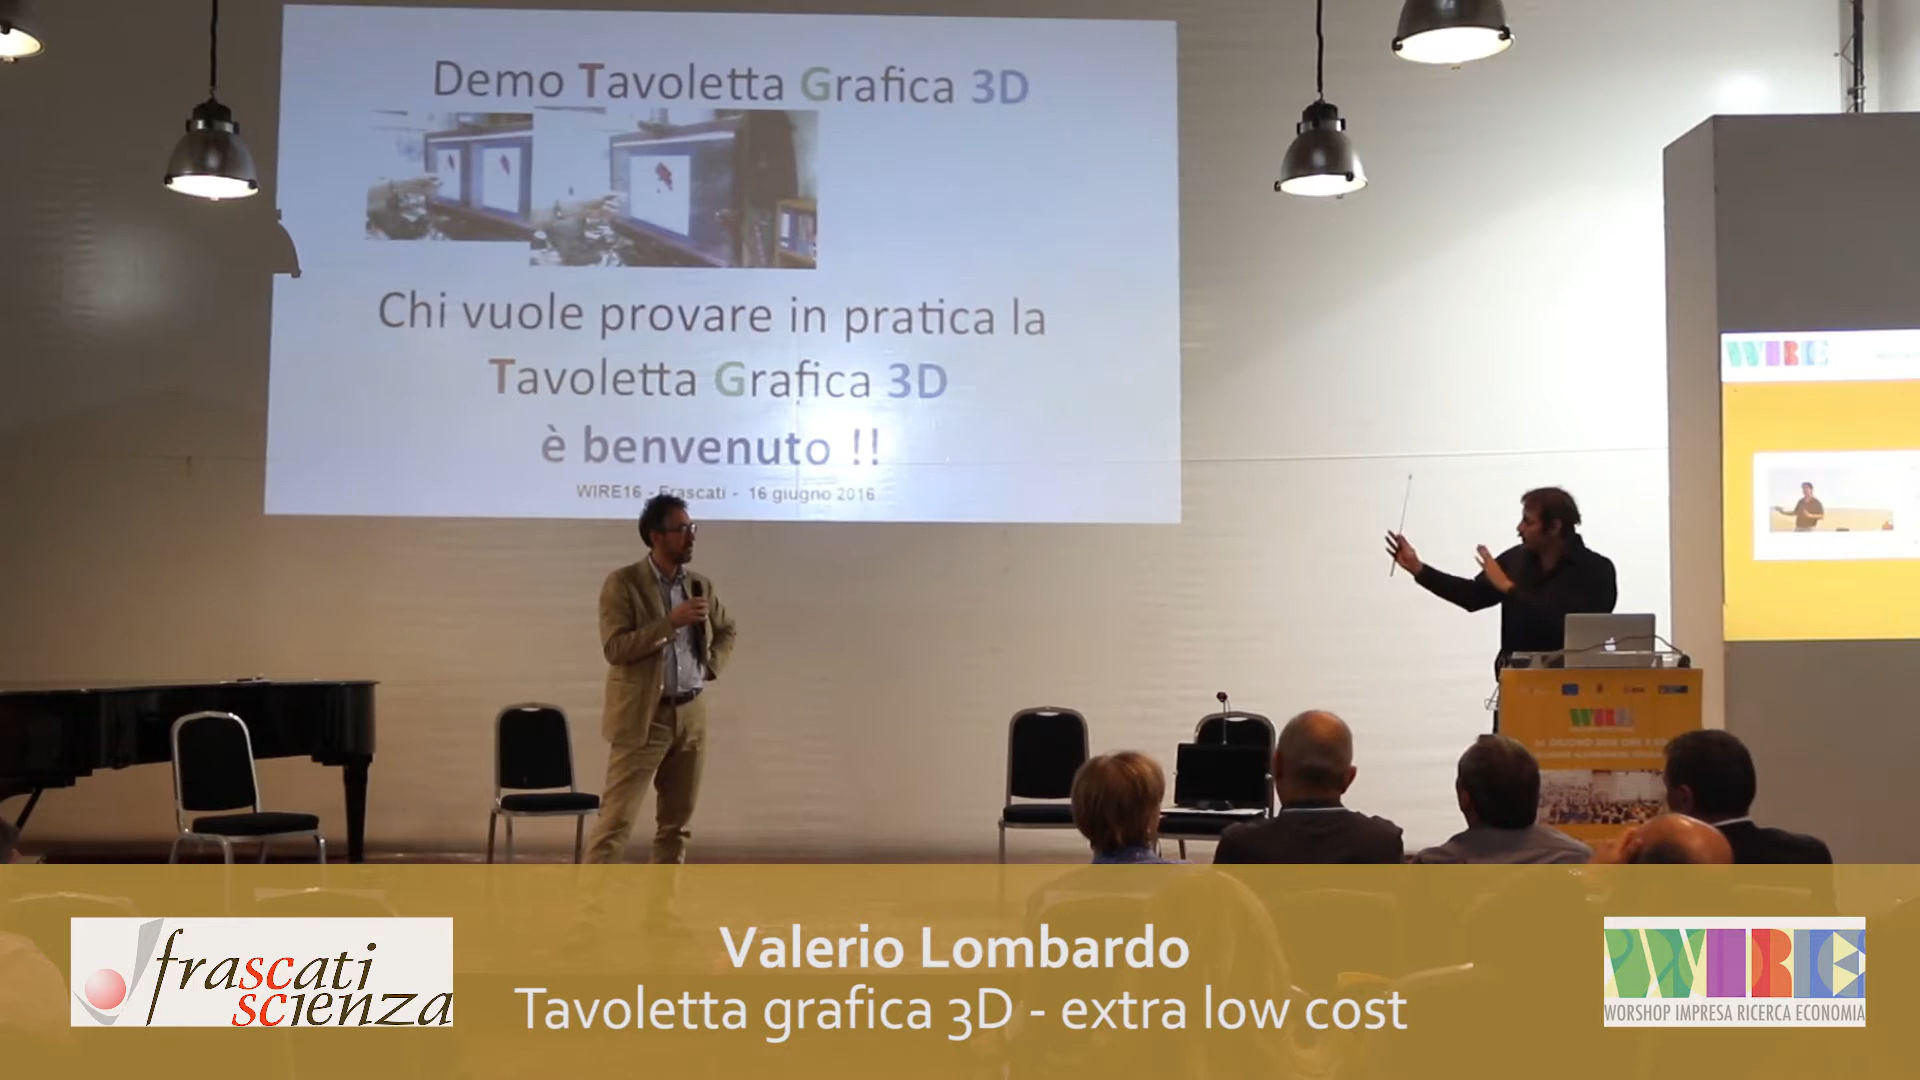 Demo Tavoletta Grafica 3D
Chi vuole provare in pratica la
Tavoletta Grafica 3D
è benvenuto !!
WIRE16 - Frascati - 16 giugno 2016
WIRE
WIRE
frascati
scienza
Valerio Lombardo
Tavoletta grafica 3D - extra low cost
WIRE
WORSHOP IMPRESA RICERCA ECONOMIA